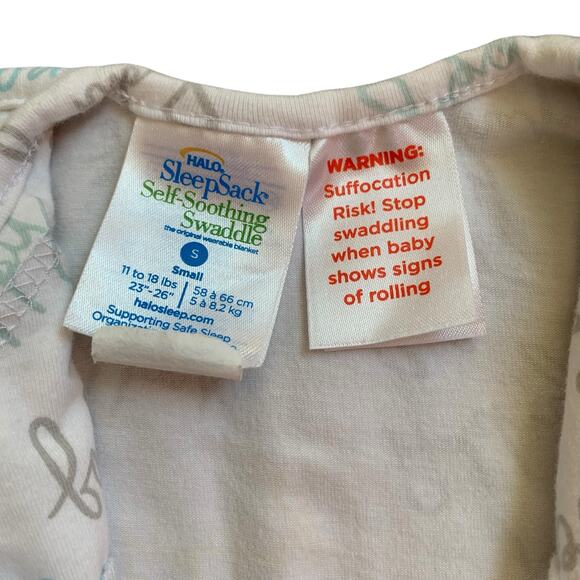 HALO
SleepSack
Self-Soothing
Swaddle
the original wearable blanket
S
Small
11 to 18 lbs
23"-26"
58 à 66 cm
5 à 8,2 kg
halosleep.com
Supporting Safe Sleep
WARNING:
Suffocation
Risk! Stop
swaddling
when baby
shows signs
of rolling